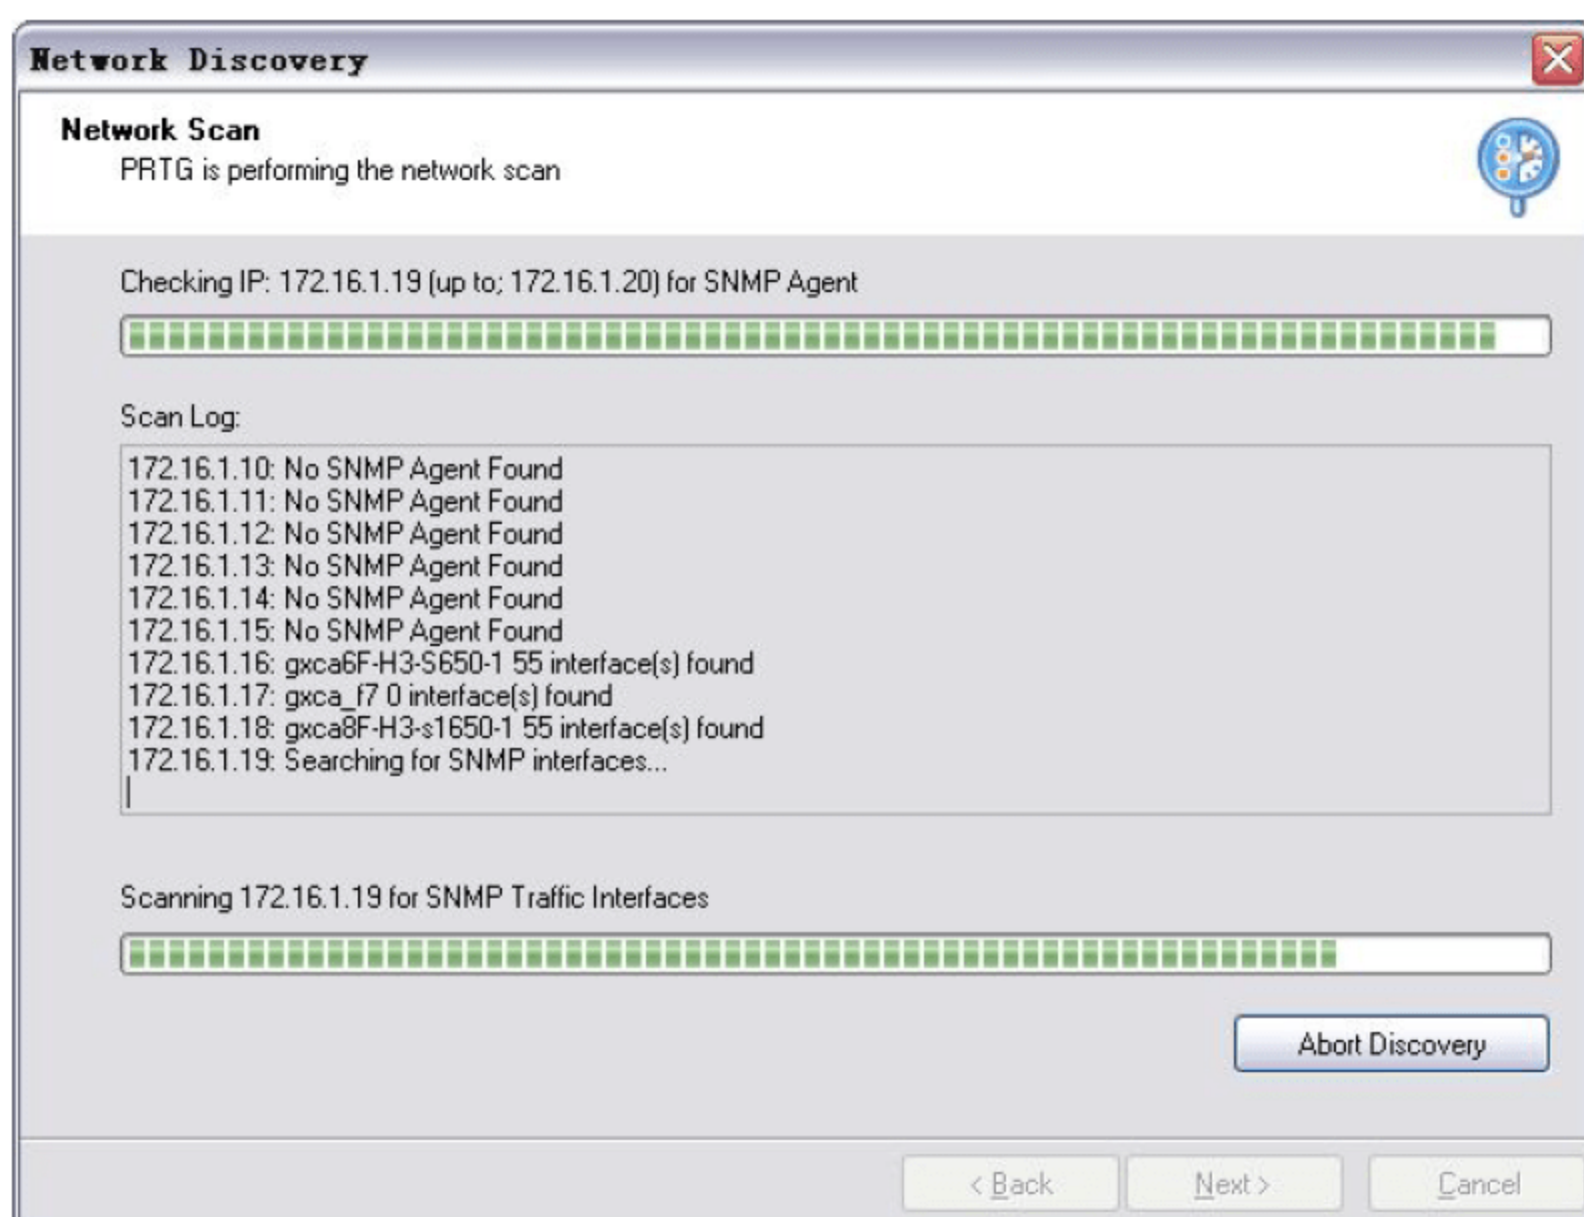 Network Discovery
Network Scan
PRTG is performing the network scan
Checking IP: 172.16.1.19 (up to; 172.16.1.20) for SNMP Agent
Scan Log:
172.16.1.10: No SNMP Agent Found
172.16.1.11: No SNMP Agent Found
172.16.1.12: No SNMP Agent Found
172.16.1.13: No SNMP Agent Found
172.16.1.14: No SNMP Agent Found
172.16.1.15: No SNMP Agent Found
172.16.1.16: gxca6F-H3-S650-1 55 interface(s) found
172.16.1.17: gxca_f7 0 interface(s) found
172.16.1.18: gxca8F-H3-s1650-1 55 interface(s) found
172.16.1.19: Searching for SNMP interfaces...
Scanning 172.16.1.19 for SNMP Traffic Interfaces
Abort Discovery
< Back Next > Cancel